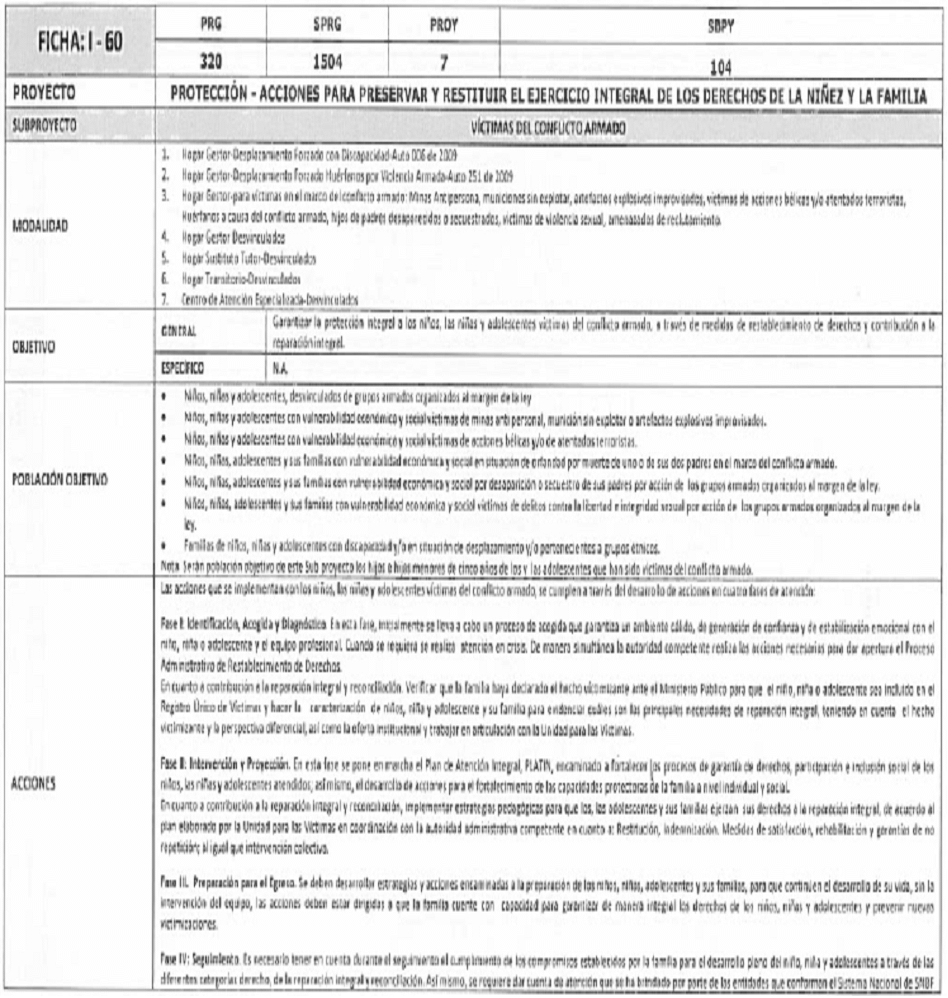 FICHA: I - 60
PRG SPRG PROY SBPY
320 1504 7 104
PROYECTO PROTECCIÓN - ACCIONES PARA PRESERVAR Y RESTITUIR EL EJERCICIO INTEGRAL DE LOS DERECHOS DE LA NIÑEZ Y LA FAMILIA
SUBPROYECTO VÍCTIMAS DEL CONFLICTO ARMADO
MODALIDAD
1. Hogar Gestor-Desplazamiento Forzado con Discapacidad-Auto 006 de 2009
2. Hogar Gestor-Desplazamiento Forzado Huérfanos por Violencia Armada-Auto 251 de 2009
3. Hogar Gestor-para víctimas en el marco del conflicto armado: Minas Antipersona, municiones sin explotar, artefactos explosivos improvisados, víctimas de acciones bélicas y/o atentados terroristas,
Huérfanos a causa del conflicto armado, hijos de padres desaparecidos o secuestrados, víctimas de violencia sexual, amenazados de reclutamiento.
4. Hogar Gestor Desvinculados
5. Hogar Sustituto Tutor-Desvinculados
6. Hogar Transitorio-Desvinculados
7. Centro de Atención Especializada-Desvinculados
OBJETIVO
GENERAL Garantizar la protección integral a los niños, las niñas y adolescentes víctimas del conflicto armado, a través de medidas de restablecimiento de derechos y contribución a la
reparación integral.
ESPECÍFICO N.A.
POBLACIÓN OBJETIVO
• Niños, niñas y adolescentes, desvinculados de grupos armados organizados al margen de la ley
• Niños, niñas y adolescentes con vulnerabilidad económico y social víctimas de minas anti personal, munición sin explotar o artefactos explosivos improvisados.
• Niños, niñas y adolescentes con vulnerabilidad económica y social víctimas de acciones bélicas y/o de atentados terroristas.
• Niños, niñas, adolescentes y sus familias con vulnerabilidad económica y social en situación de orfandad por muerte de uno o de sus dos padres en el marco del conflicto armado.
• Niños, niñas, adolescentes y sus familias con vulnerabilidad económica y social por desaparición o secuestro de sus padres por acción de los grupos armados organizados al margen de la ley.
• Niños, niñas, adolescentes y sus familias con vulnerabilidad económica y social víctimas de delitos contra la libertad e integridad sexual por acción de los grupos armados organizados al margen de la
ley.
• Familias de niños, niñas y adolescentes con discapacidad y/o en situación de desplazamiento y/o pertenecientes a grupos étnicos.
Nota: Serán población objetivo de este Sub proyecto los hijos e hijas menores de cinco años de los y las adolescentes que han sido víctimas del conflicto armado.
ACCIONES
Las acciones que se implementan con los niños, las niñas y adolescentes víctimas del conflicto armado, se cumplen a través del desarrollo de acciones en cuatro fases de atención:
Fase I: Identificación, Acogida y Diagnóstico. En esta fase, inicialmente se lleva a cabo un proceso de acogida que garantiza un ambiente cálido, de generación de confianza y de estabilización emocional con el
niño, niña o adolescente y el equipo profesional. Cuando se requiera se realiza atención en crisis. De manera simultánea la autoridad competente realiza las acciones necesarias para dar apertura el Proceso
Administrativo de Restablecimiento de Derechos.
En cuanto a contribución a la reparación integral y reconciliación. Verificar que la familia haya declarado el hecho victimizante ante el Ministerio Público para que el niño, niña o adolescente sea incluido en el
Registro Único de Víctimas y hacer la caracterización de niños, niña y adolescente y su familia para evidenciar cuáles son las principales necesidades de reparación integral, teniendo en cuenta el hecho
victimizante y la perspectiva diferencial, así como la oferta institucional y trabajar en articulación con la Unidad para las Víctimas.
Fase II: Intervención y Proyección. En esta fase se pone en marcha el Plan de Atención Integral, PLATIN, encaminado a fortalecer los procesos de garantía de derechos, participación e inclusión social de los
niños, las niñas y adolescentes atendidos; así mismo, el desarrollo de acciones para el fortalecimiento de las capacidades protectoras de la familia a nivel individual y social.
En cuanto a contribución a la reparación integral y reconciliación, implementar estrategias pedagógicas para que los, las adolescentes y sus familias ejerzan sus derechos a la reparación integral, de acuerdo al
plan elaborado por la Unidad para las Víctimas en coordinación con la autoridad administrativa competente en cuanto a: Restitución, Indemnización. Medidas de satisfacción, rehabilitación y garantías de no
repetición; al igual que intervención colectiva.
Fase III. Preparación para el Egreso. Se deben desarrollar estrategias y acciones encaminadas a la preparación de los niños, niñas, adolescentes y sus familias, para que continúen el desarrollo de su vida, sin la
intervención del equipo, las acciones deben estar dirigidas a que la familia cuente con capacidad para garantizar de manera integral los derechos de los niños, niñas y adolescentes y prevenir nuevas
victimizaciones.
Fase IV: Seguimiento. Es necesario tener en cuenta durante el seguimiento el cumplimiento de los compromisos establecidos por la familia para el desarrollo pleno del niño, niña y adolescentes a través de las
diferentes categorías derecho, de la reparación integral y reconciliación. Así mismo, se requiere dar cuenta de atención que se ha brindado por parte de los entidades que conforman el Sistema Nacional de SNBF